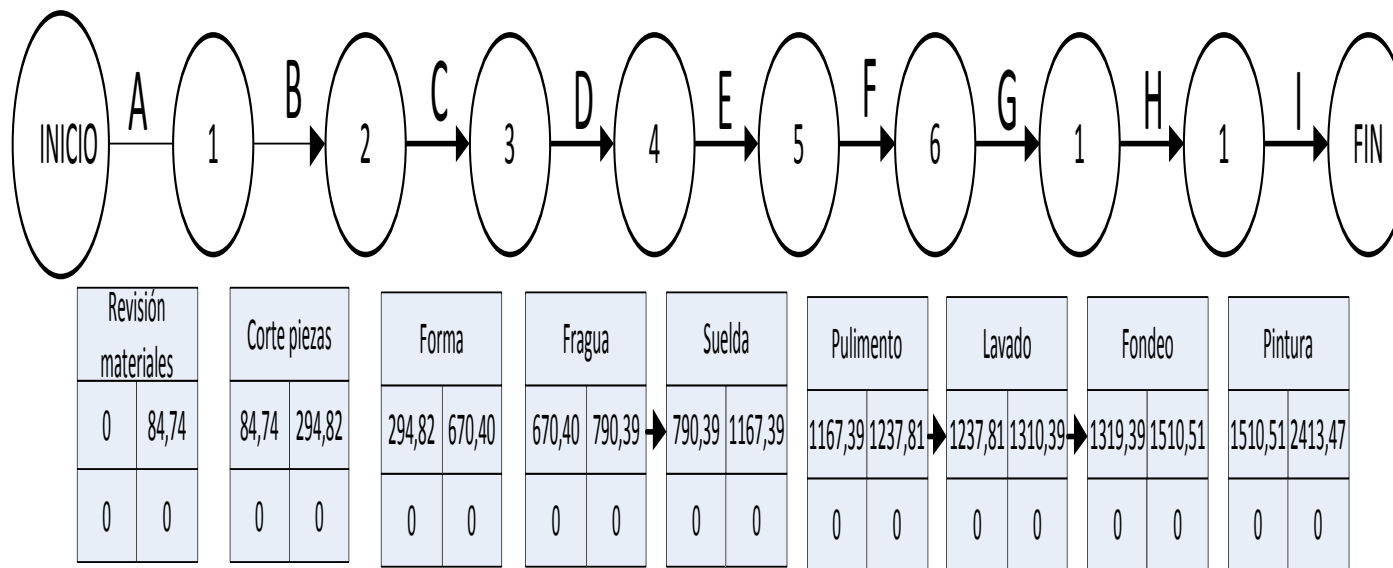 A B C D E F G H I
INICIO 1 2 3 4 5 6 1 1 FIN
Revisión
materiales
0 84,74
0 0
Corte piezas
84,74 294,82
0 0
Forma
294,82 670,40
0 0
Fragua
670,40 790,39
0 0
Suelda
790,39 1167,39
0 0
Pulimento
1167,39 1237,81
0 0
Lavado
1237,81 1310,39
0 0
Fondeo
1319,39 1510,51
0 0
Pintura
1510,51 2413,47
0 0